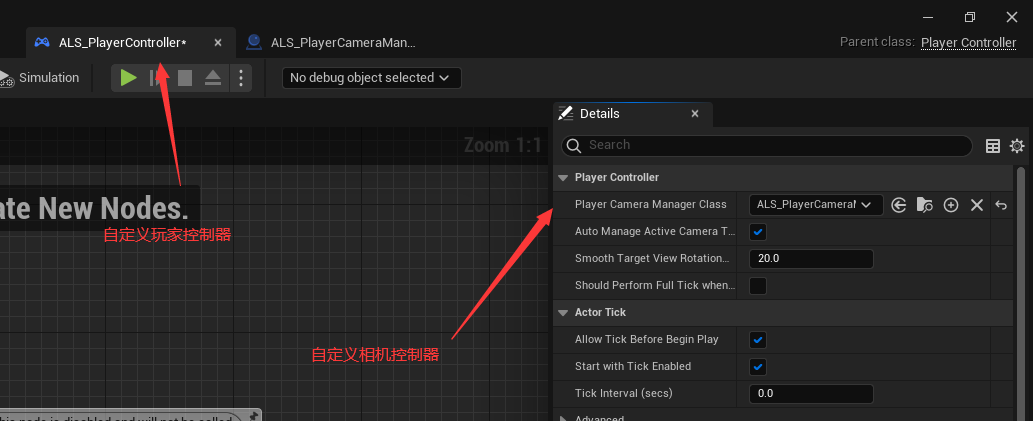 ALS_PlayerController*
ALS_PlayerCameraMan...
Parent class: Player Controller
Simulation
No debug object selected
Details
Zoom 1:1
Search
Player Controller
ate New Nodes.
Player Camera Manager Class
ALS_PlayerCamera
自定义玩家控制器
Auto Manage Active Camera T...
Smooth Target View Rotation...
20.0
Should Perform Full Tick when...
Actor Tick
Allow Tick Before Begin Play
自定义相机控制器
Start with Tick Enabled
Tick Interval (secs)
0.0
Advanced
his node is disabled and will not be called.